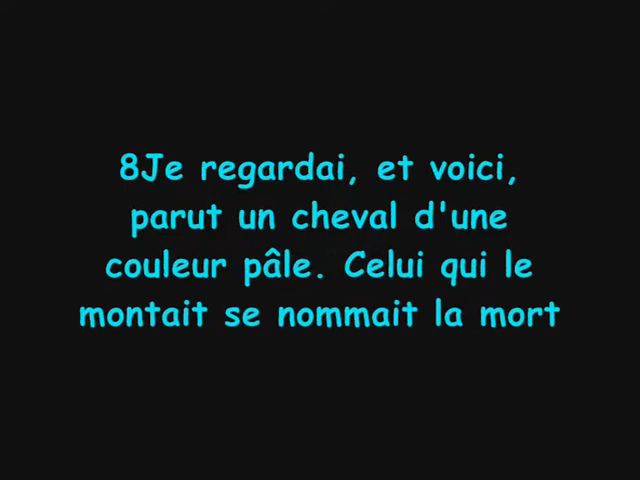 8Je regardai, et voici,
parut un cheval d'une
couleur pâle. Celui qui le
montait se nommait la mort